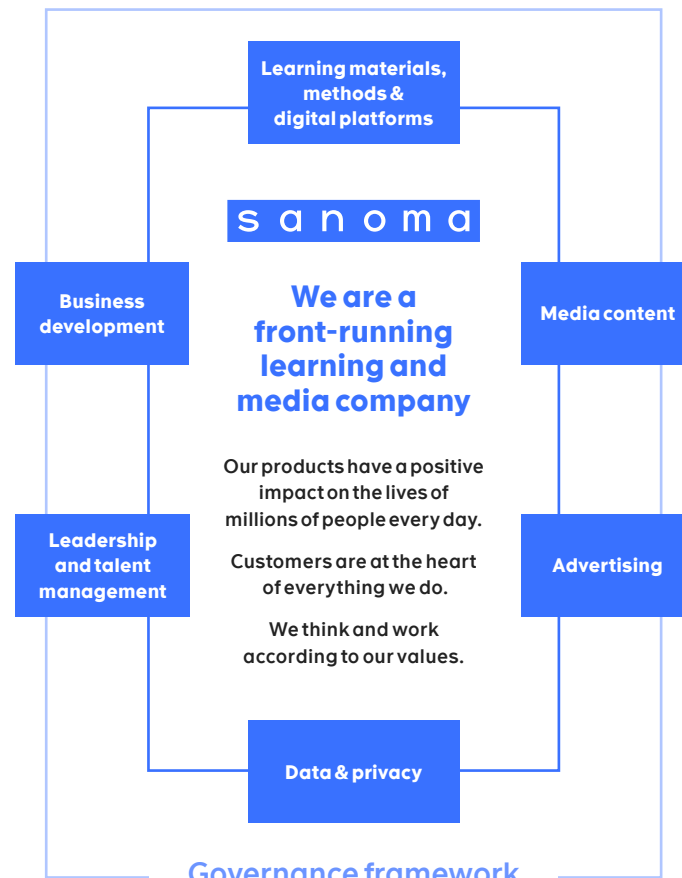 Learning materials,
methods &
digital platforms
sanoma
Business
development
We are a
front-running
learning and
media company
Media content
Our products have a positive
impact on the lives of
millions of people every day.
Customers are at the heart
of everything we do.
We think and work
according to our values.
Leadership
and talent
management
Advertising
Data & privacy
Governance framework